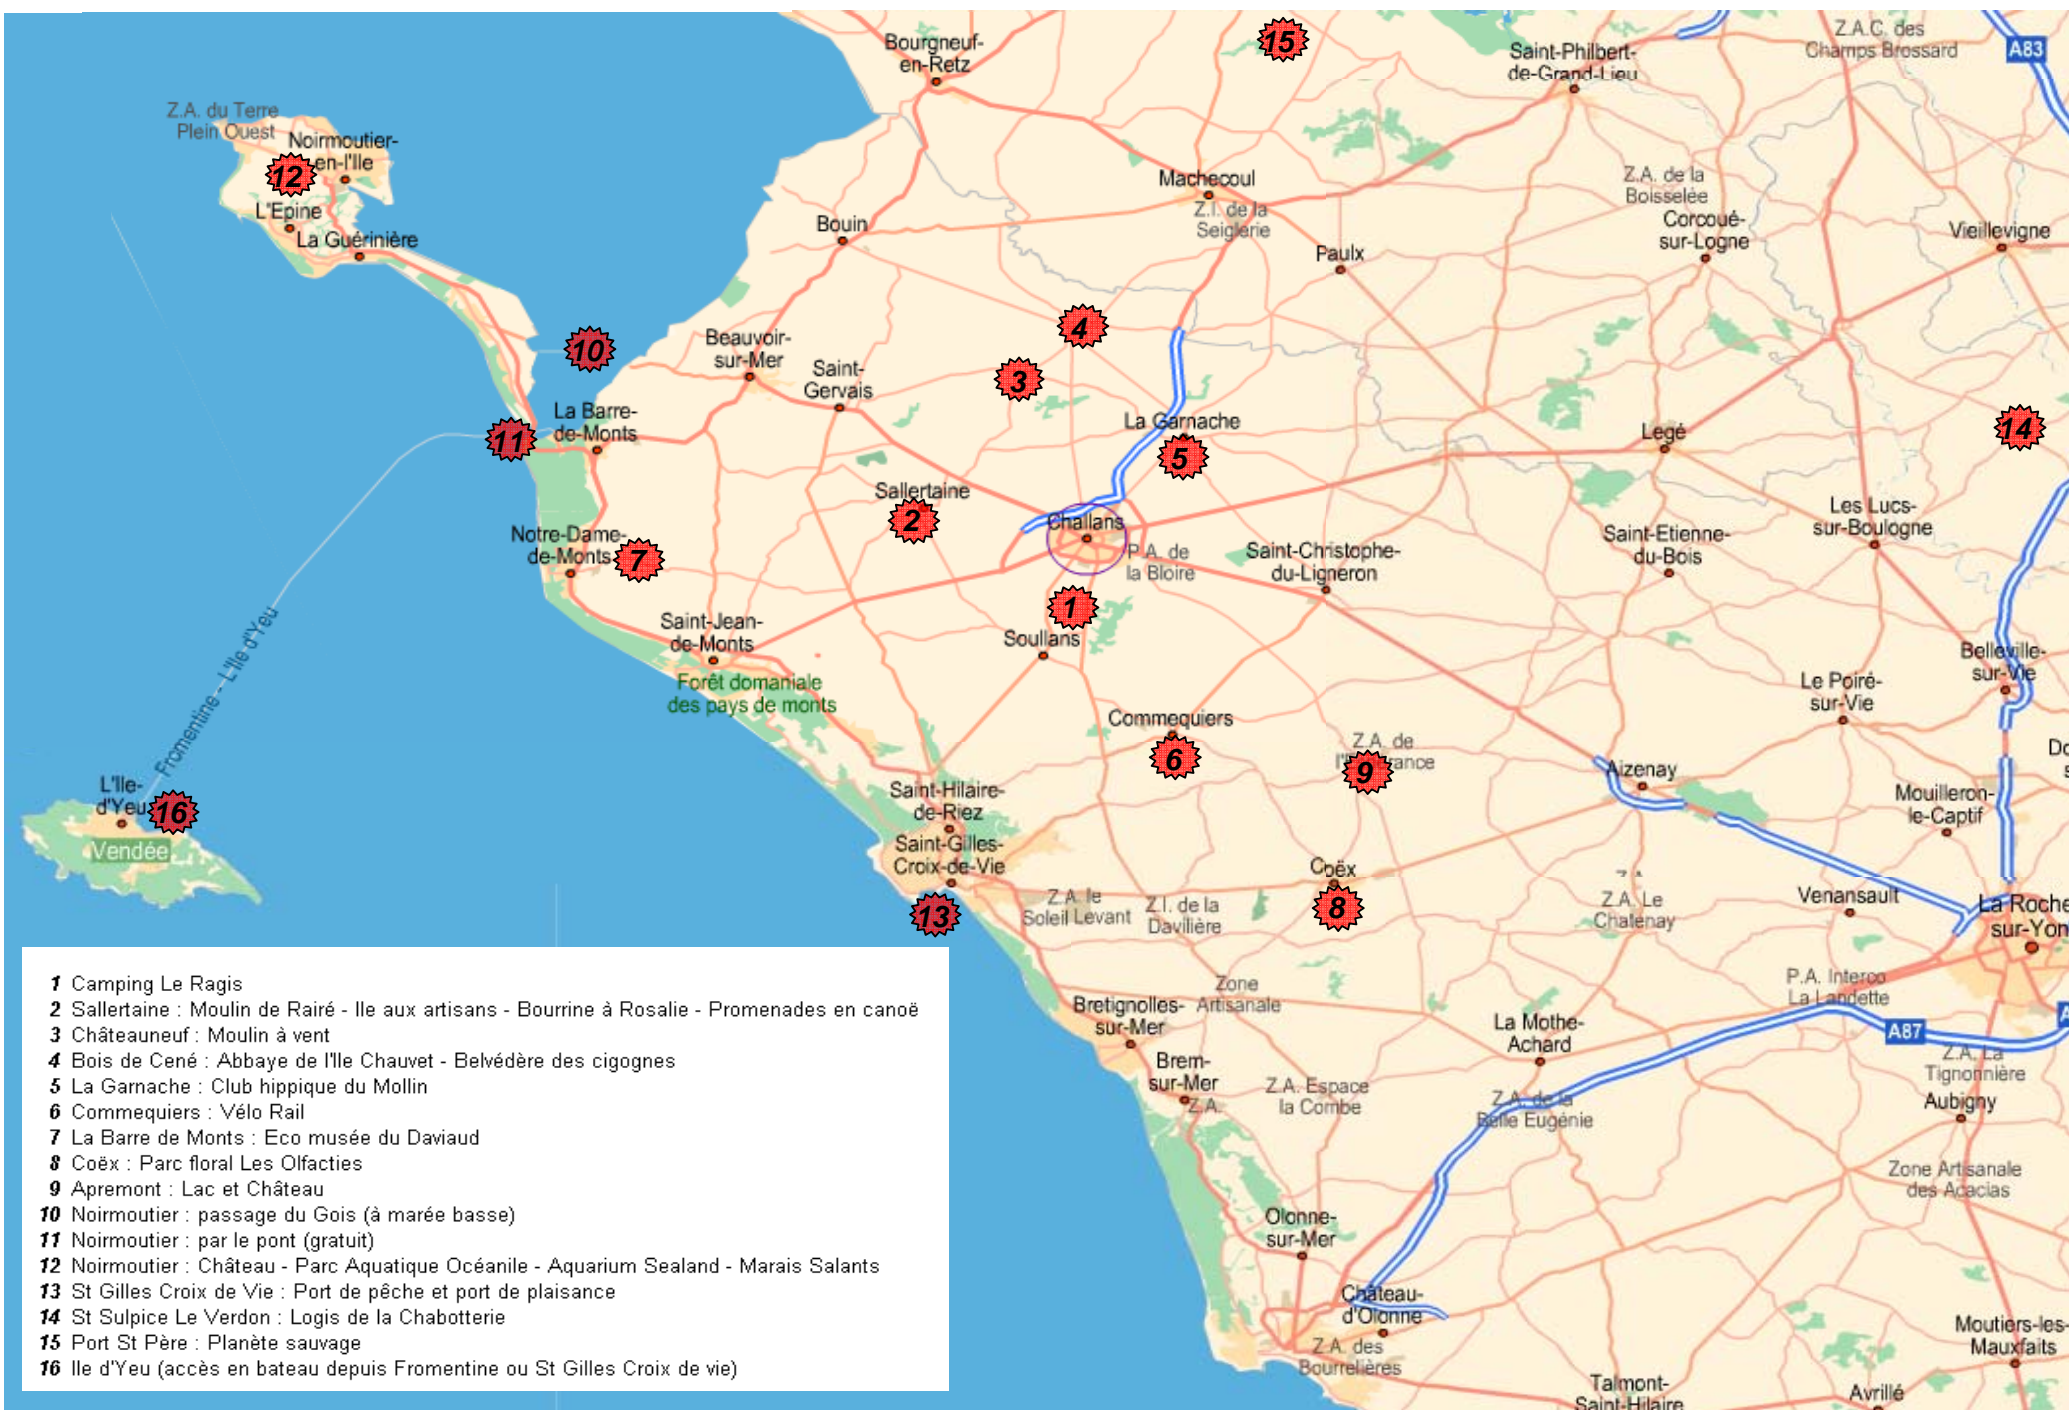 Bourgneuf-
en-Retz
15
Saint-Philbert-
de-Grand-Lieu
Z.A.C. des
Champs Brossard
A83
Z.A. du Terre
Plein Ouest
Noirmoutier-
en-l'Ile
12
L'Epine
La Guérinière
Machecoul
Z.I. de la
Seiglerie
Bouin
Paulx
Z.A. de la
Boisselée
Corcoué-
sur-Logne
Vieillevigne
10
Beauvoir-
sur-Mer
Saint-
Gervais
4
3
La Barre-
de-Monts
11
La Garnache
5
Legé
14
Sallertaine
2
Challans
P.A. de
la Bloire
Saint-Christophe-
du-Ligneron
Saint-Etienne-
du-Bois
Les Lucs-
sur-Boulogne
Notre-Dame-
de-Monts
7
1
Soullans
Saint-Jean-
de-Monts
Forêt domaniale
des pays de monts
Fromentine - L'Ile d'Yeu
Belleville-
sur-Vie
Le Poiré-
sur-Vie
Commequiers
6
Z.A. de
9
Aizenay
L'Ile-
d'Yeu
16
Vendée
Saint-Hilaire-
de-Riez
Saint-Gilles-
Croix-de-Vie
13
Mouilleron-
le-Captif
Coëx
8
Z.A. le
Soleil Levant
Z.I. de la
Davilière
Z.A. Le
Chatenay
Venansault
La Roche
sur-Yon
Zone
Artisanale
Bretignolles-
sur-Mer
P.A. Interco
La Landette
La Mothe-
Achard
A87
Z.A. La
Tignonnière
Brem-
sur-Mer
Z.A.
Z.A. Espace
la Combe
Z.A. de la
Belle Eugénie
Aubigny
Zone Artisanale
des Acacias
Olonne-
sur-Mer
Château-
d'Olonne
Z.A. des
Bourrelières
Moutiers-les-
Mauxfaits
Talmont-
Saint-Hilaire
Avrillé
1 Camping Le Ragis
2 Sallertaine : Moulin de Rairé - Ile aux artisans - Bourrine à Rosalie - Promenades en canoë
3 Châteauneuf : Moulin à vent
4 Bois de Cené : Abbaye de l'Ile Chauvet - Belvédère des cigognes
5 La Garnache : Club hippique du Mollin
6 Commequiers : Vélo Rail
7 La Barre de Monts : Eco musée du Daviaud
8 Coëx : Parc floral Les Olfacties
9 Apremont : Lac et Château
10 Noirmoutier : passage du Gois (à marée basse)
11 Noirmoutier : par le pont (gratuit)
12 Noirmoutier : Château - Parc Aquatique Océanile - Aquarium Sealand - Marais Salants
13 St Gilles Croix de Vie : Port de pêche et port de plaisance
14 St Sulpice Le Verdon : Logis de la Chabotterie
15 Port St Père : Planète sauvage
16 Ile d'Yeu (accès en bateau depuis Fromentine ou St Gilles Croix de vie)